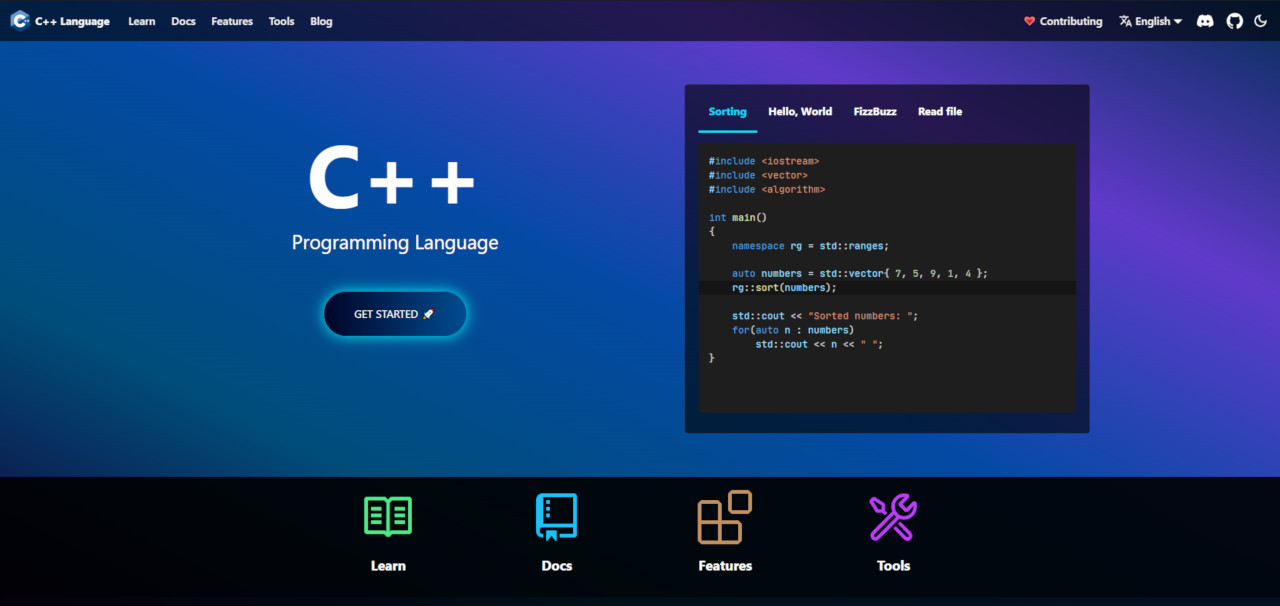 C++ Language Learn Docs Features Tools Blog Contributing English
C++
Programming Language
GET STARTED
Sorting Hello, World FizzBuzz Read file
#include <iostream>
#include <vector>
#include <algorithm>
int main()
{
    namespace rg = std::ranges;
    auto numbers = std::vector{ 7, 5, 9, 1, 4 };
    rg::sort(numbers);
    std::cout << "Sorted numbers: ";
    for(auto n : numbers)
        std::cout << n << " ";
}
Learn Docs Features Tools